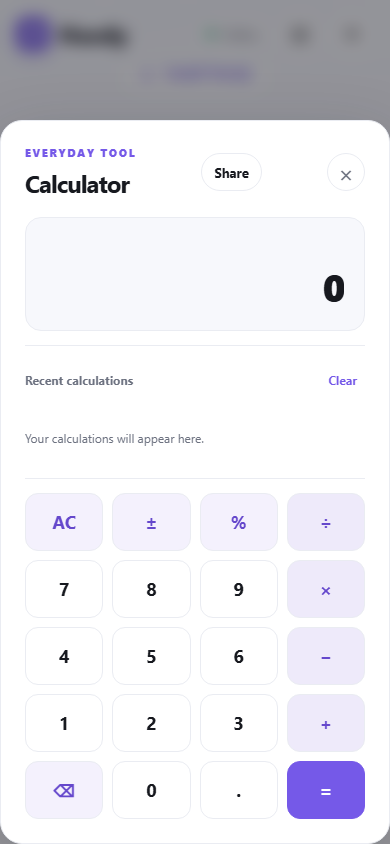 EVERYDAY TOOL
Calculator
Share
×
0
Recent calculations
Clear
Your calculations will appear here.
AC ± % ÷
7 8 9 ×
4 5 6 −
1 2 3 +
⌫ 0 . =